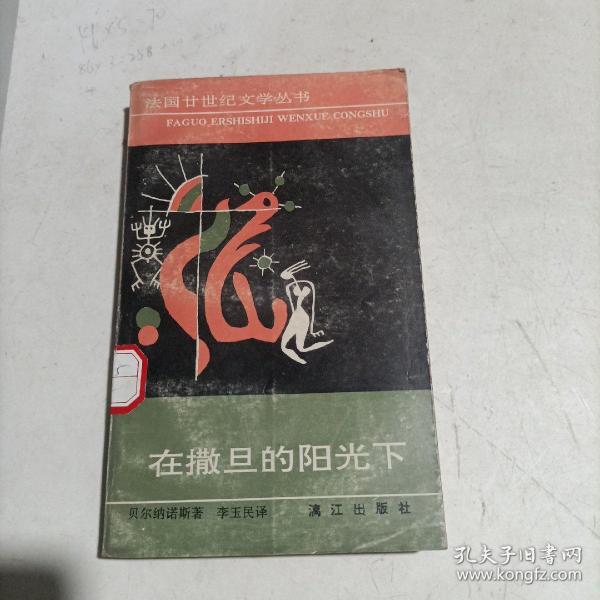 法国廿世纪文学丛书
FAGUO ERSHISHIJI WENXUE CONGSHU
在撒旦的阳光下
贝尔纳诺斯著 李玉民译 漓江出版社
孔夫子旧书网
www.kongfz.com